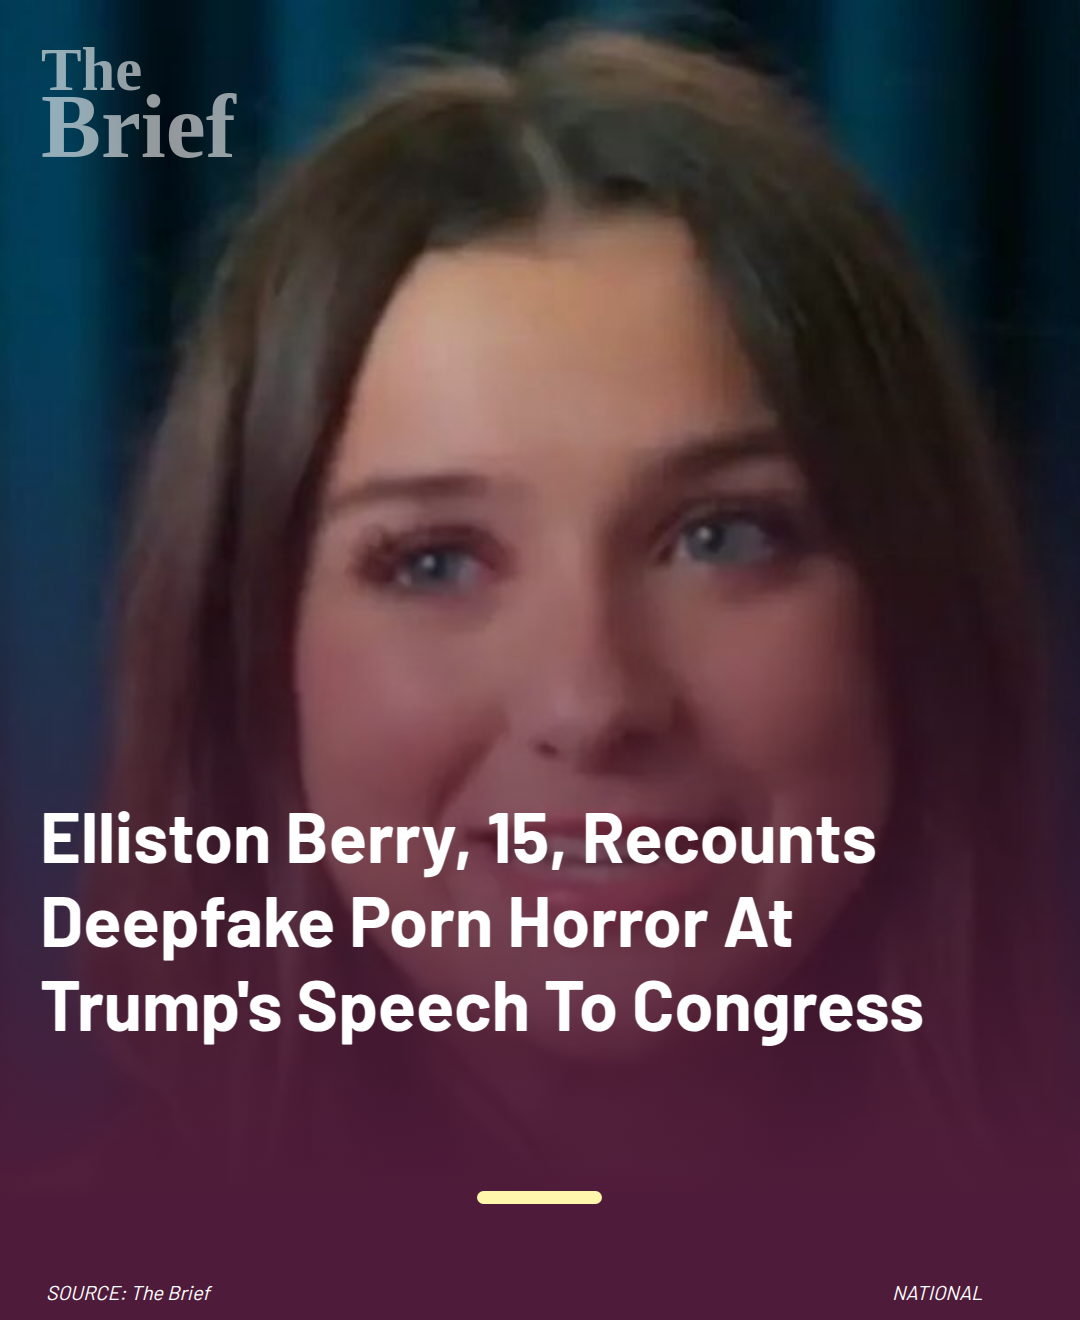 The
Brief
Elliston Berry, 15, Recounts
Deepfake Porn Horror At
Trump's Speech To Congress
SOURCE: The Brief
NATIONAL